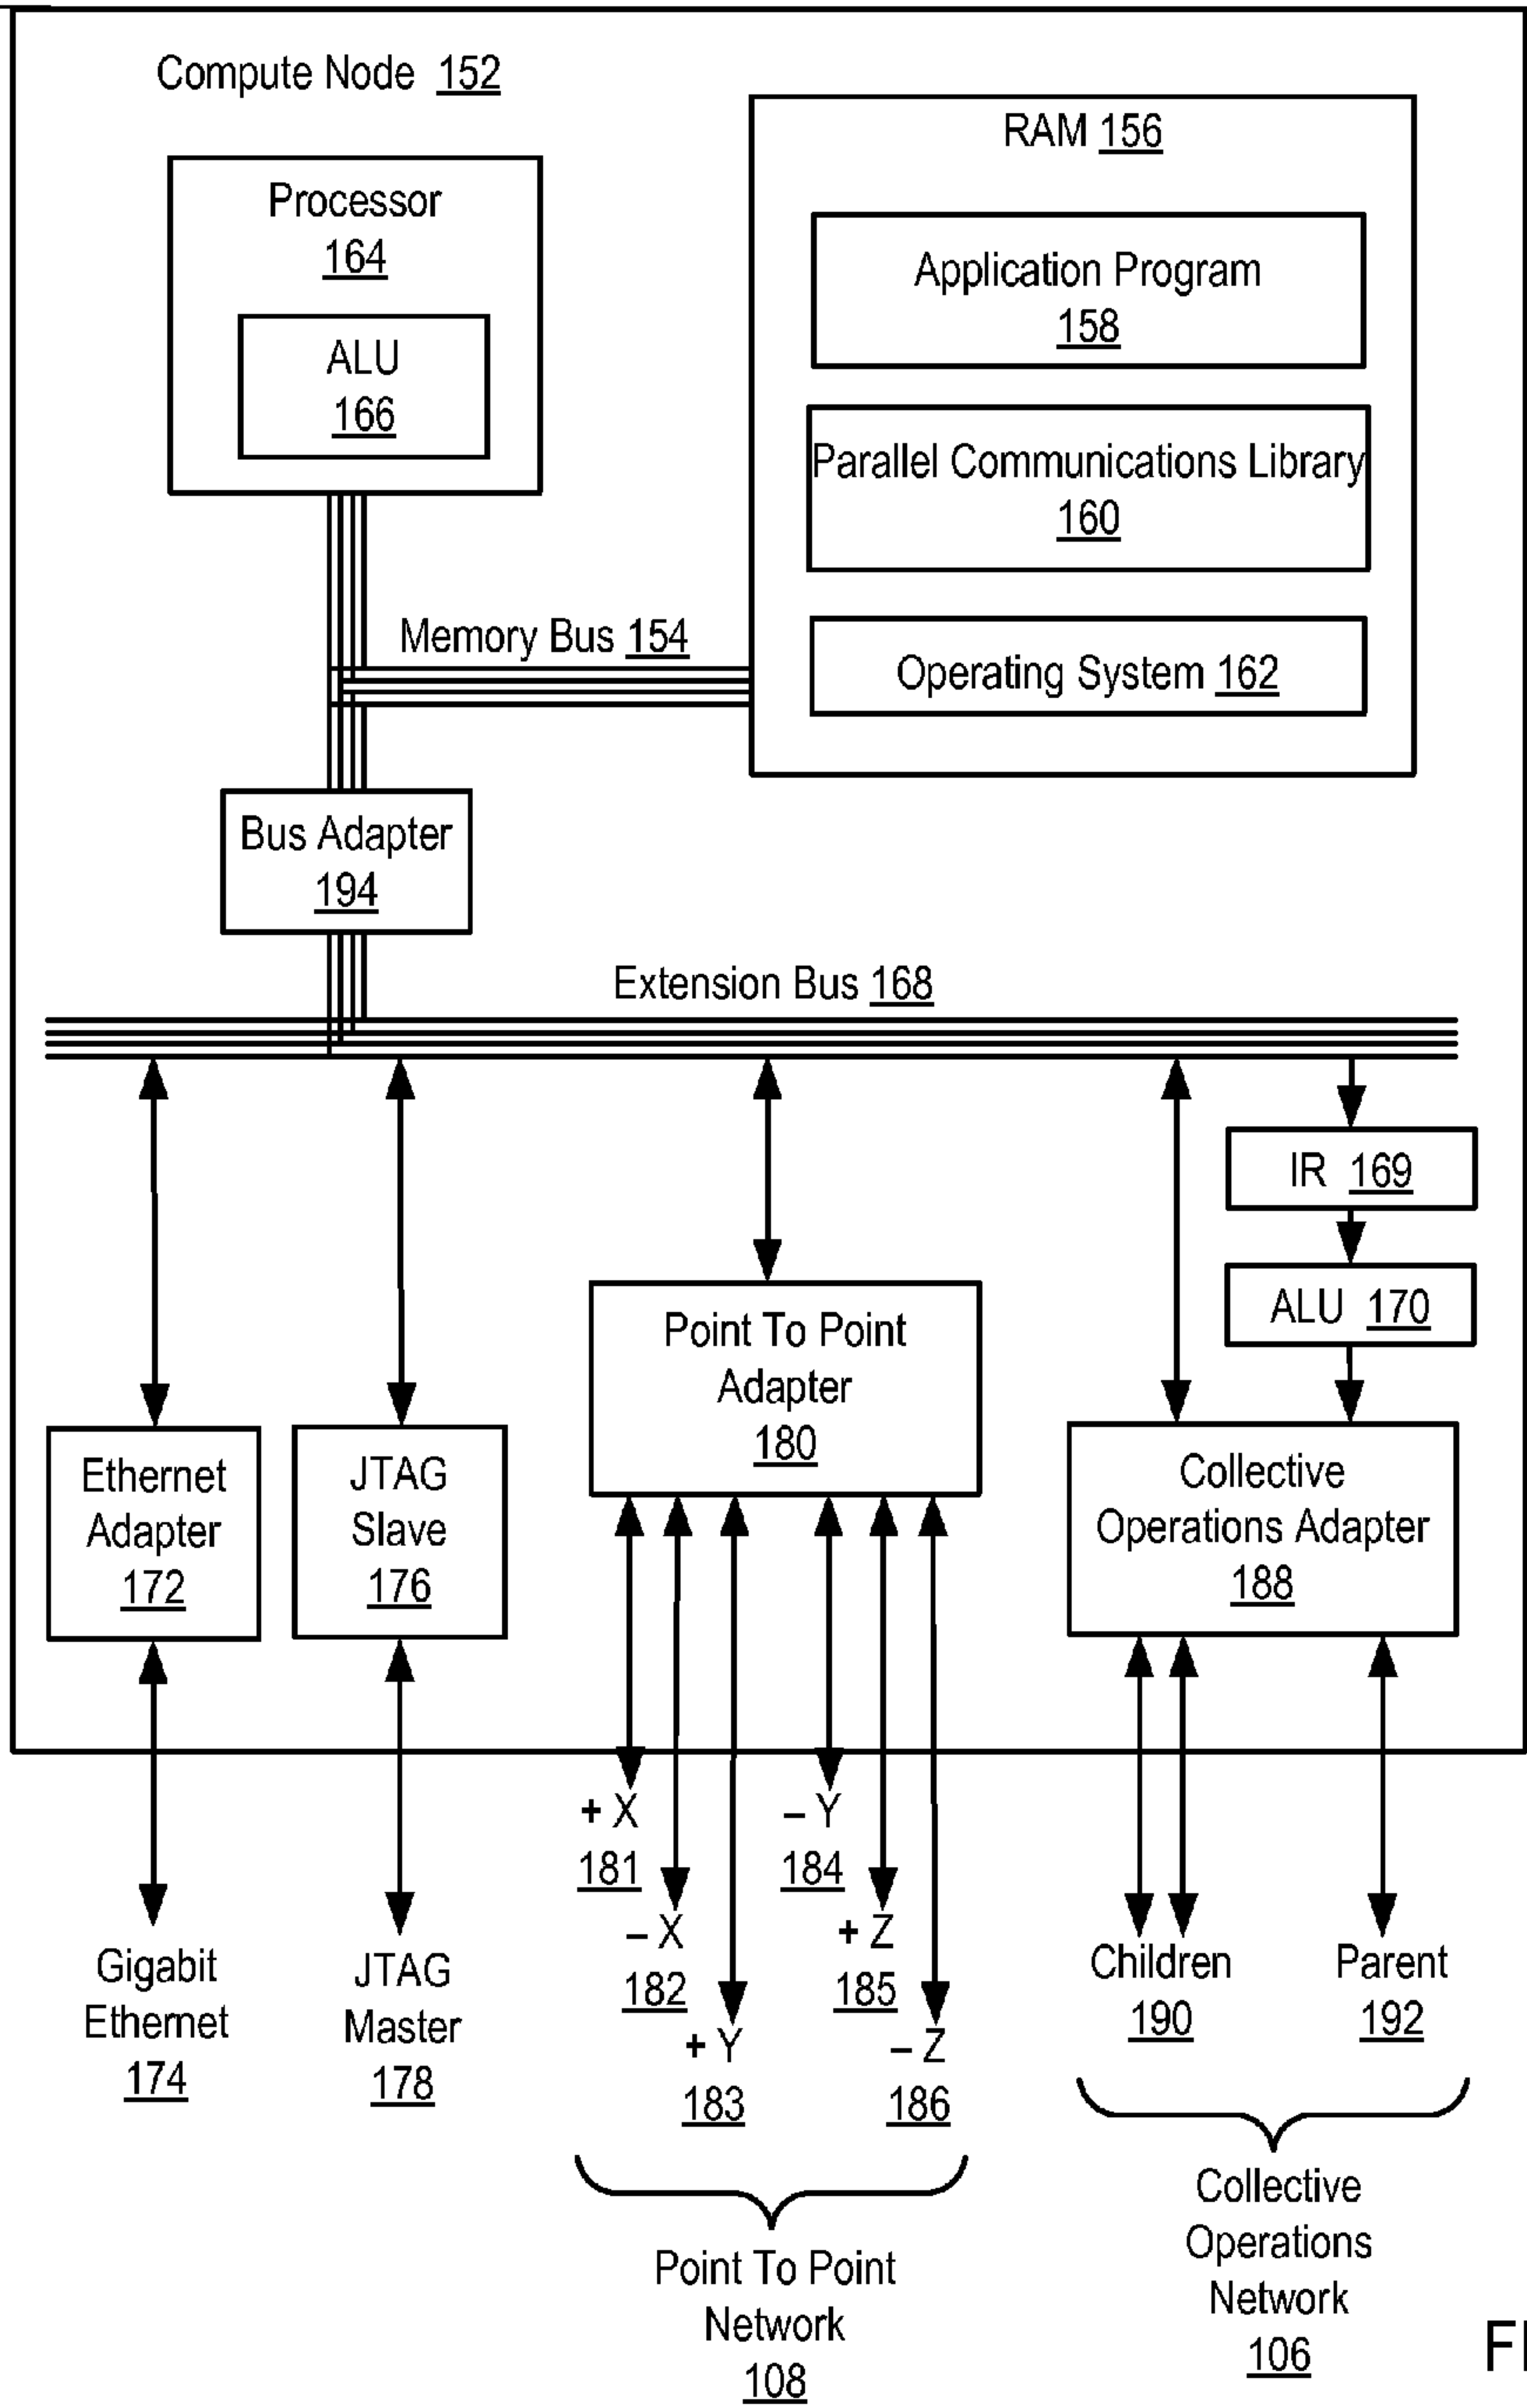 Compute Node 152
RAM 156
Processor
164
ALU
166
Application Program
158
Parallel Communications Library
160
Operating System 162
Memory Bus 154
Bus Adapter
194
Extension Bus 168
IR 169
ALU 170
Point To Point
Adapter
180
Ethernet
Adapter
172
JTAG
Slave
176
Collective
Operations Adapter
188
+ X
181
– X
182
+ Y
183
– Y
184
+ Z
185
– Z
186
Gigabit
Ethernet
174
JTAG
Master
178
Children
190
Parent
192
Point To Point
Network
108
Collective
Operations
Network
106